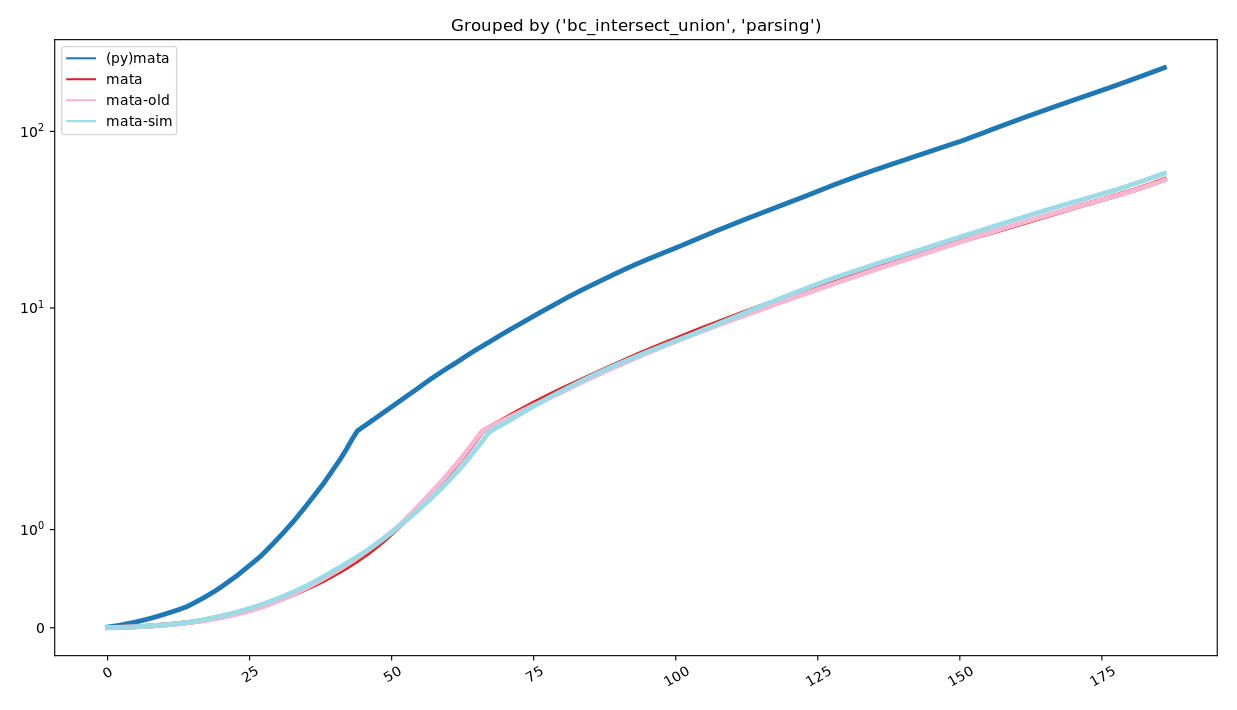 Grouped by ('bc_intersect_union', 'parsing')
(py)mata
mata
mata-old
mata-sim
10²
10¹
10⁰
0
0
25
50
75
100
125
150
175